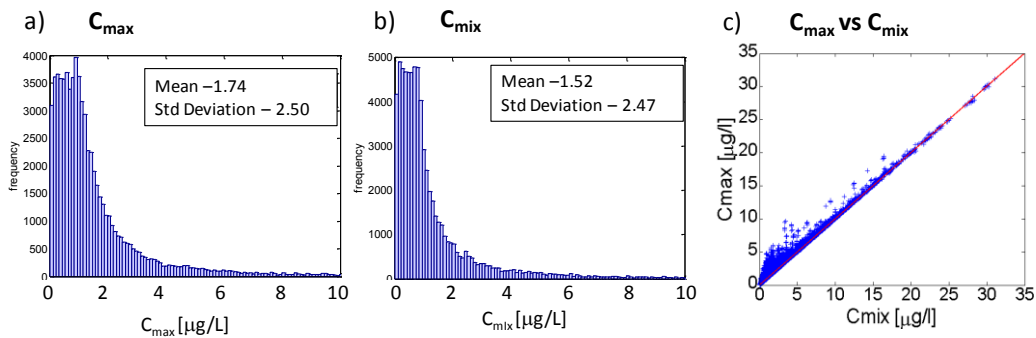 a) Cmax
4000
3500
3000
2500
2000
1500
1000
500
0
frequency
Mean –1.74
Std Deviation – 2.50
0 2 4 6 8 10
Cmax [μg/L]
b) Cmix
5000
4000
3000
2000
1000
0
frequency
Mean –1.52
Std Deviation – 2.47
0 2 4 6 8 10
CmIx [μg/L]
c) Cmax vs Cmix
35
30
25
20
15
10
5
0
Cmax [μg/l]
0 5 10 15 20 25 30 35
Cmix [μg/l]